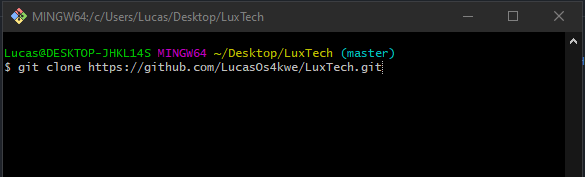 MINGW64:/c/Users/Lucas/Desktop/LuxTech
Lucas@DESKTOP-JHKL14S MINGW64 ~/Desktop/LuxTech (master)
$ git clone https://github.com/LucasOs4kwe/LuxTech.git